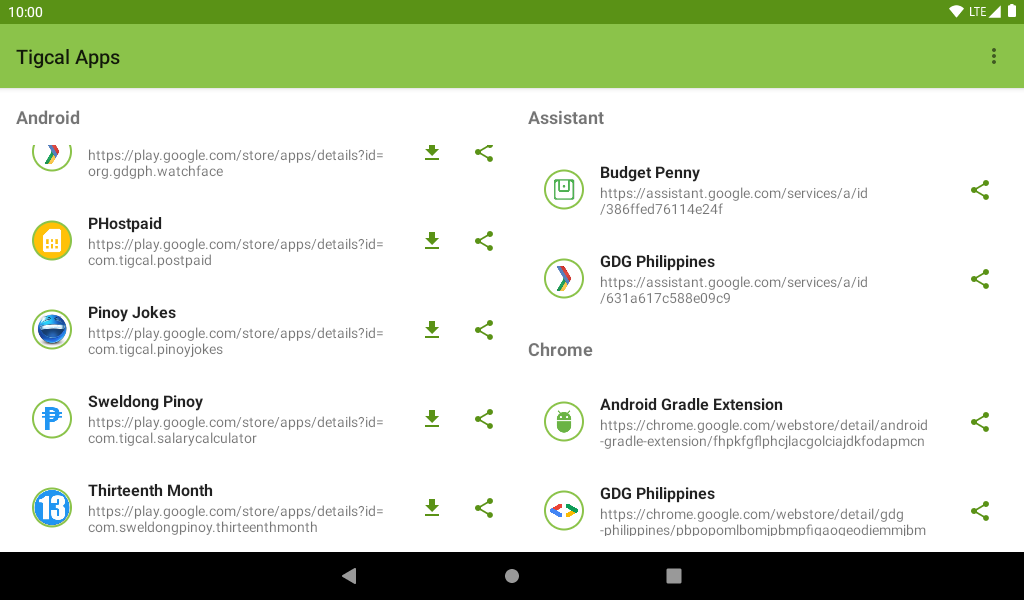 10:00
LTE
Tigcal Apps
Android
https://play.google.com/store/apps/details?id=
org.gdgph.watchface
PHostpaid
https://play.google.com/store/apps/details?id=
com.tigcal.postpaid
Pinoy Jokes
https://play.google.com/store/apps/details?id=
com.tigcal.pinoyjokes
Sweldong Pinoy
https://play.google.com/store/apps/details?id=
com.tigcal.salarycalculator
13
Thirteenth Month
https://play.google.com/store/apps/details?id=
com.sweldongpinoy.thirteenthmonth
Assistant
Budget Penny
https://assistant.google.com/services/a/id
/386ffed76114e24f
GDG Philippines
https://assistant.google.com/services/a/id
/631a617c588e09c9
Chrome
Android Gradle Extension
https://chrome.google.com/webstore/detail/android
-gradle-extension/fhpkfgflphcjlacgolciajdkfodapmcn
GDG Philippines
https://chrome.google.com/webstore/detail/gdg